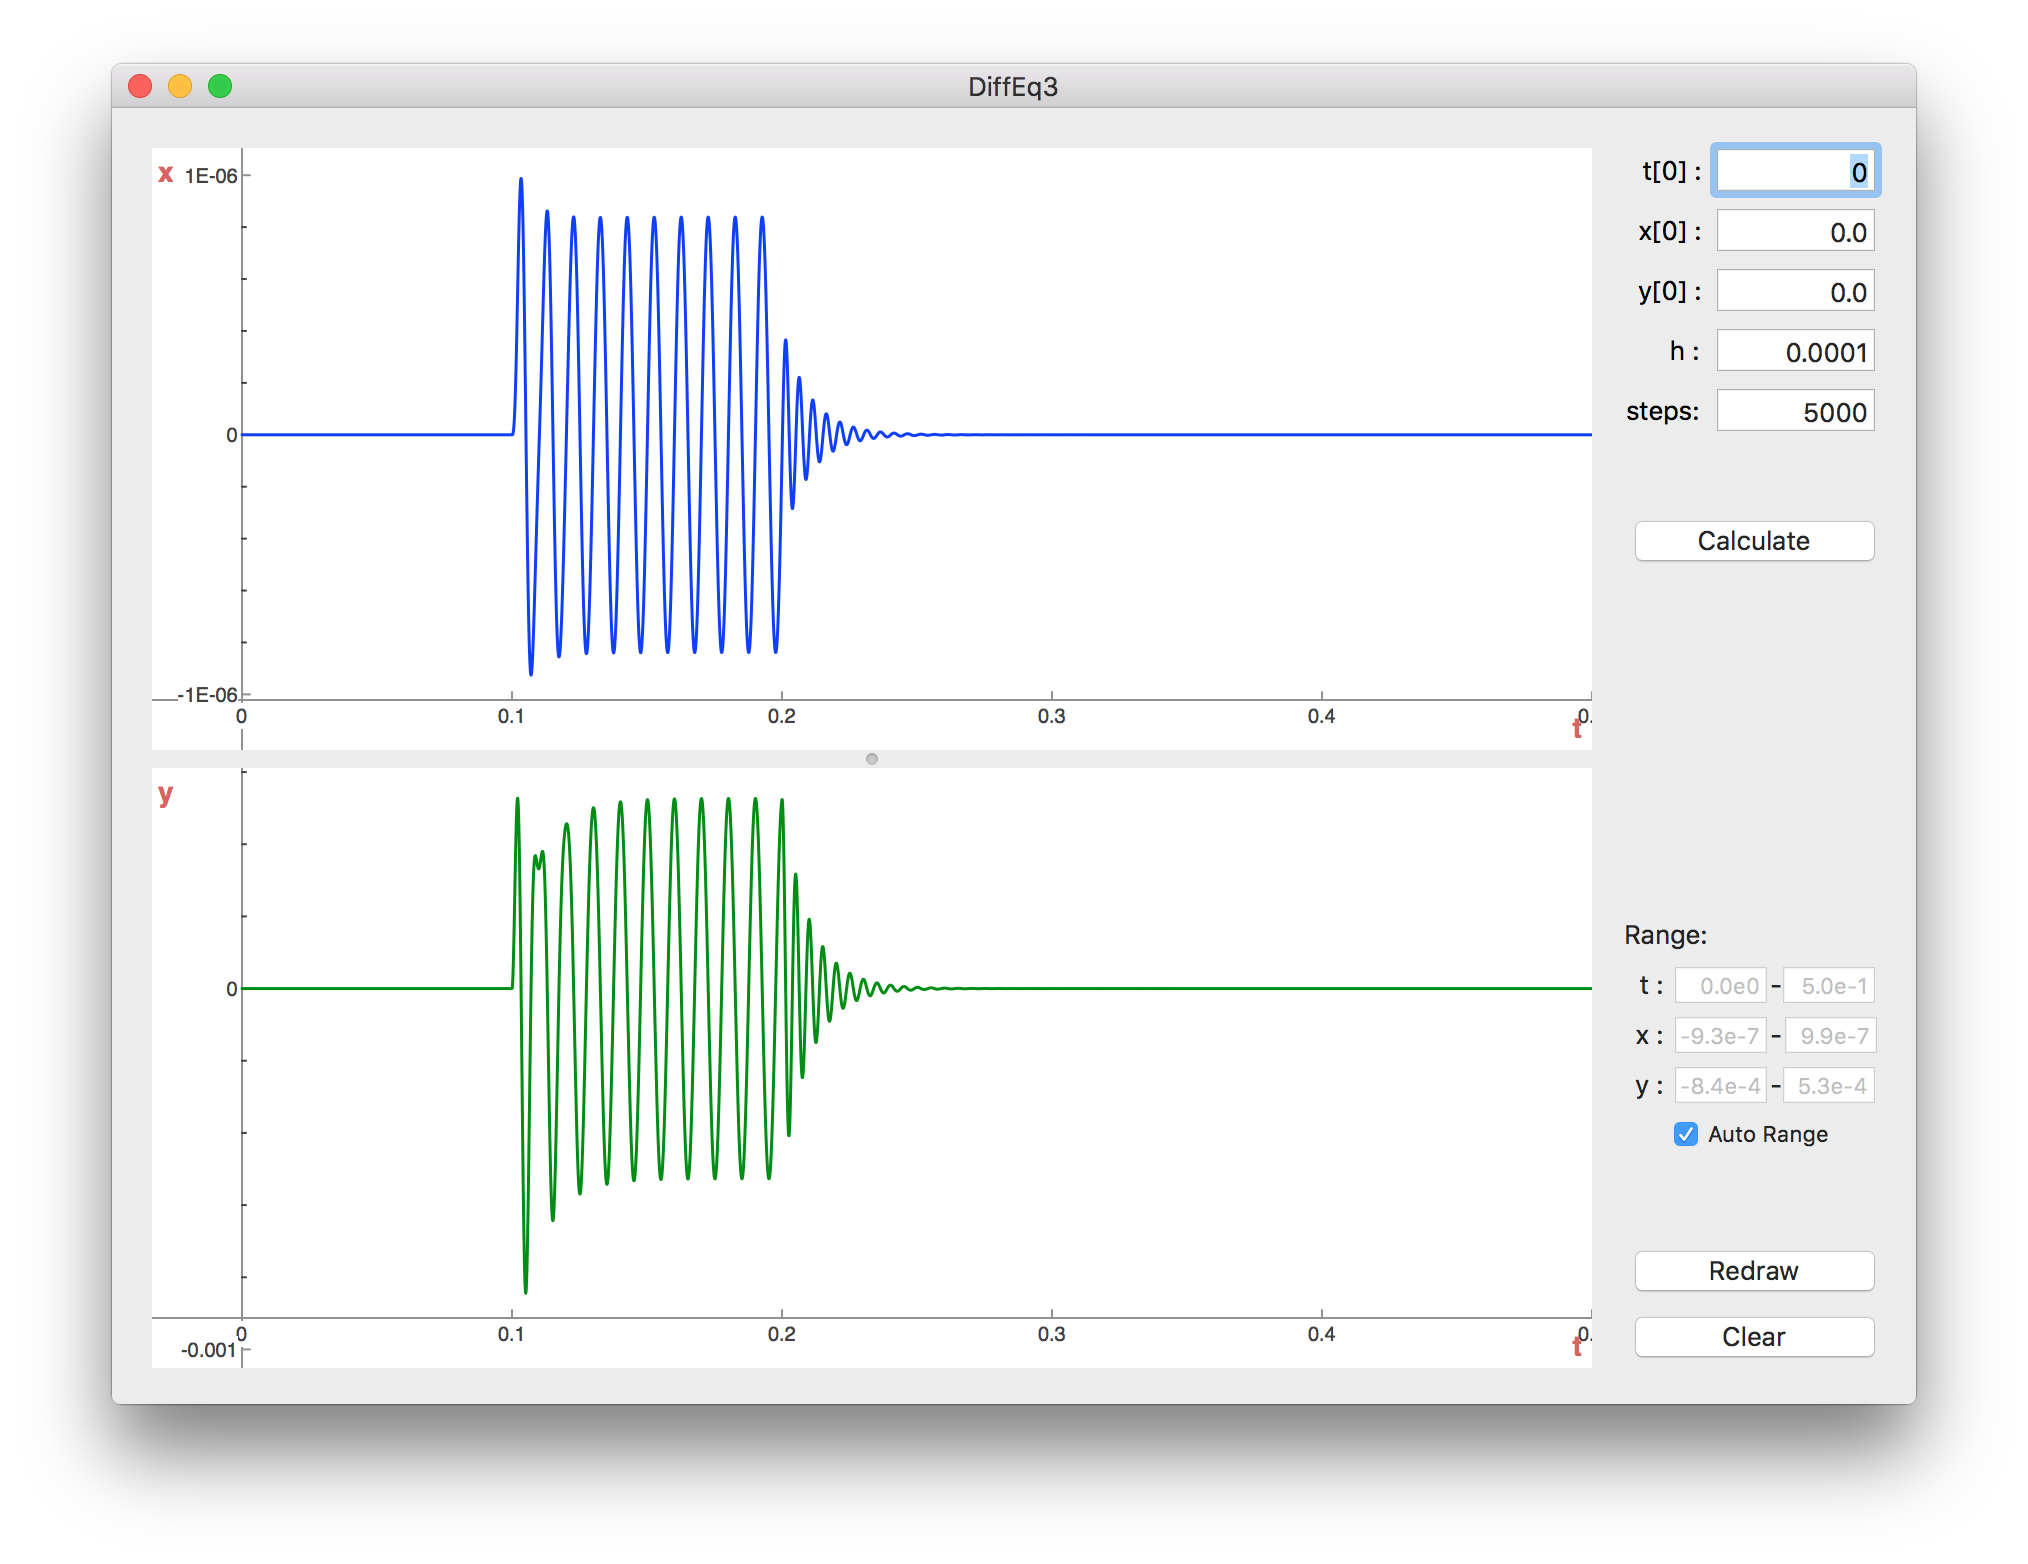 DiffEq3
x
1E-06
0
-1E-06
0 0.1 0.2 0.3 0.4 0.
t
y
0
-0.001
0 0.1 0.2 0.3 0.4 0.
t
t[0] : 0
x[0] : 0.0
y[0] : 0.0
h : 0.0001
steps: 5000
Calculate
Range:
t : 0.0e0 - 5.0e-1
x : -9.3e-7 - 9.9e-7
y : -8.4e-4 - 5.3e-4
Auto Range
Redraw
Clear